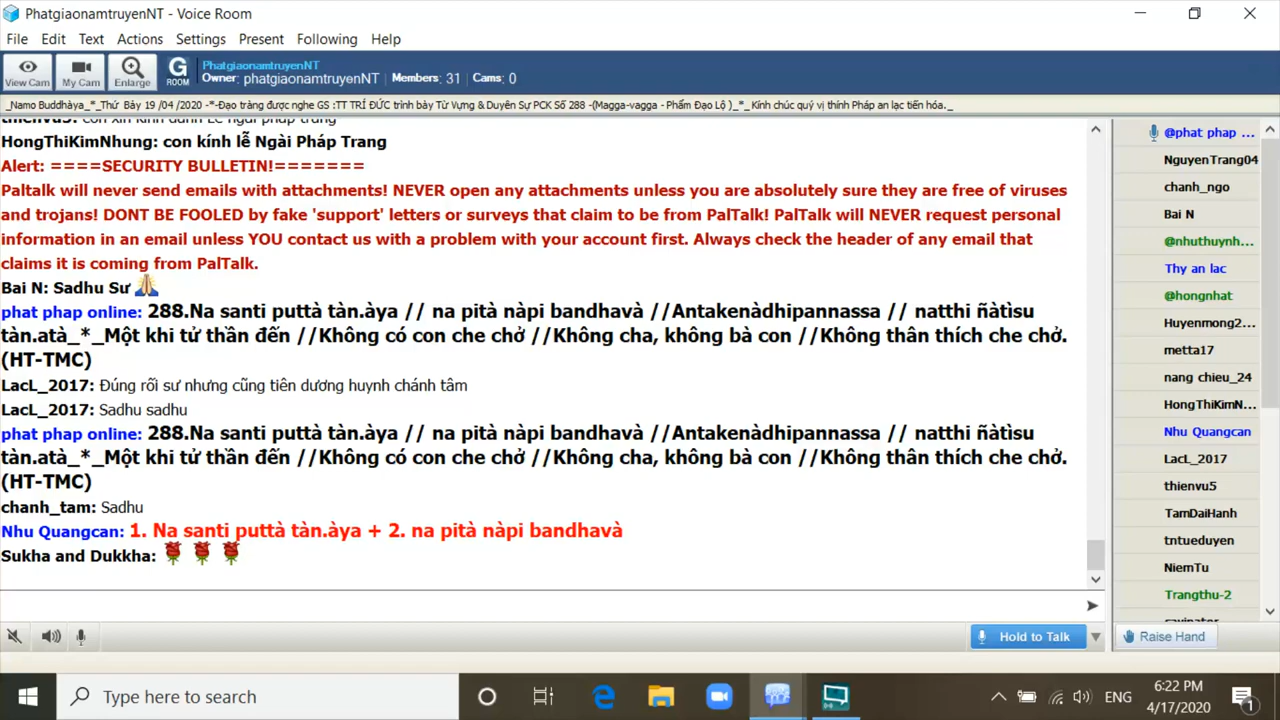 PhatgiaonamtruyenNT - Voice Room
File Edit Text Actions Settings Present Following Help
View Cam My Cam Enlarge G ROOM
PhatgiaonamtruyenNT
Owner: phatgiaonamtruyenNT Members: 31 Cams: 0
_Namo Buddhàya_*_Thứ Bảy 19 /04 /2020 -*-Đạo tràng được nghe GS :TT TRÍ ĐỨC trình bày Từ Vựng & Duyên Sự PCK Số 288 -(Magga-vagga - Phẩm Đạo Lộ )_*_ Kính chúc quý vị thính Pháp an lạc tiến hóa._
HongThiKimNhung: con kính lễ Ngài Pháp Trang
Alert: ====SECURITY BULLETIN!=======
Paltalk will never send emails with attachments! NEVER open any attachments unless you are absolutely sure they are free of viruses
and trojans! DONT BE FOOLED by fake 'support' letters or surveys that claim to be from PalTalk! PalTalk will NEVER request personal
information in an email unless YOU contact us with a problem with your account first. Always check the header of any email that
claims it is coming from PalTalk.
Bai N: Sadhu Sư
phat phap online: 288.Na santi puttà tàn.àya // na pità nàpi bandhavà //Antakenàdhipannassa // natthi ñàtìsu
tàn.atà_*_Một khi tử thần đến //Không có con che chở //Không cha, không bà con //Không thân thích che chở.
(HT-TMC)
LacL_2017: Đúng rồi sư nhưng cũng tiên dương huynh chánh tâm
LacL_2017: Sadhu sadhu
phat phap online: 288.Na santi puttà tàn.àya // na pità nàpi bandhavà //Antakenàdhipannassa // natthi ñàtìsu
tàn.atà_*_Một khi tử thần đến //Không có con che chở //Không cha, không bà con //Không thân thích che chở.
(HT-TMC)
chanh_tam: Sadhu
Nhu Quangcan: 1. Na santi puttà tàn.àya + 2. na pità nàpi bandhavà
Sukha and Dukkha:
@phat phap ...
NguyenTrang04
chanh_ngo
Bai N
@nhuthuynh...
Thy an lac
@hongnhat
Huyenmong2...
metta17
nang chieu_24
HongThiKimN...
Nhu Quangcan
LacL_2017
thienvu5
TamDaiHanh
tntueduyen
NiemTu
Trangthu-2
Hold to Talk
Raise Hand
Type here to search
ENG
6:22 PM
4/17/2020
1